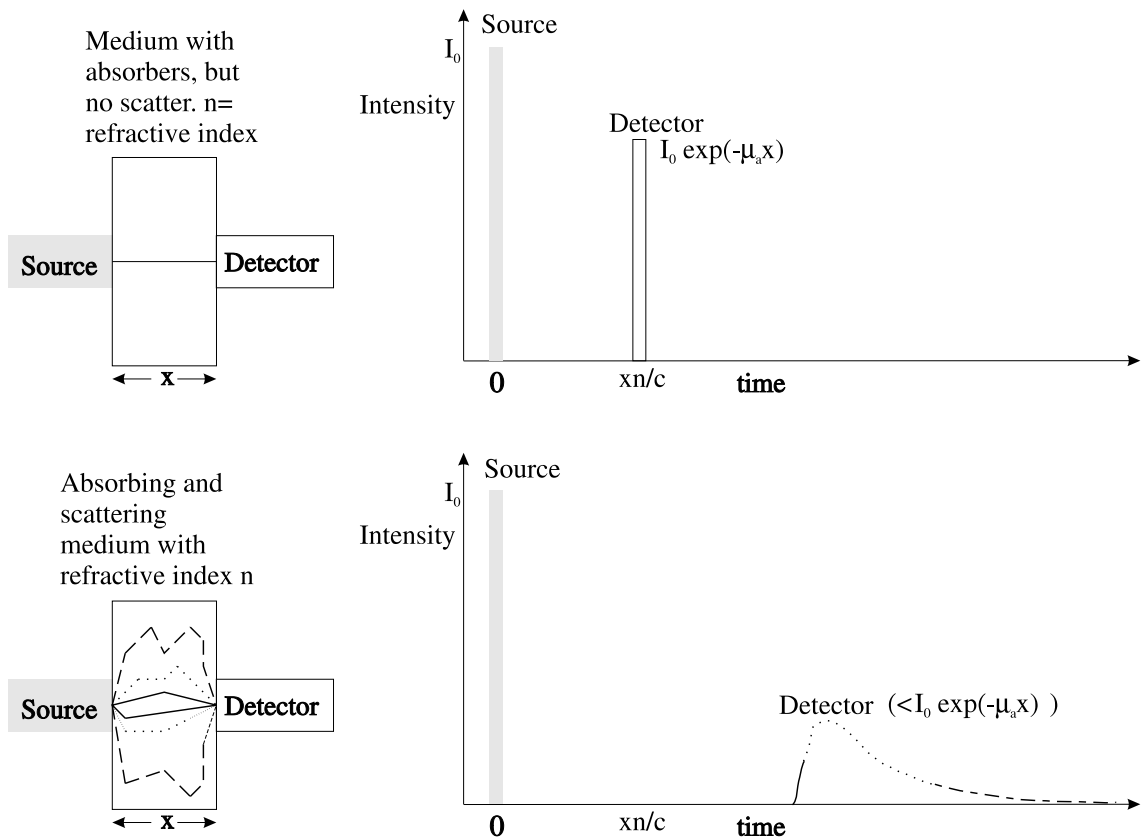 Medium with
absorbers, but
no scatter. n=
refractive index
Source
Detector
x
Source
I₀
Intensity
Detector
I₀ exp(-μₐx)
0
xn/c
time
Absorbing and
scattering
medium with
refractive index n
Source
Detector
x
Source
I₀
Intensity
Detector (<I₀ exp(-μₐx) )
0
xn/c
time